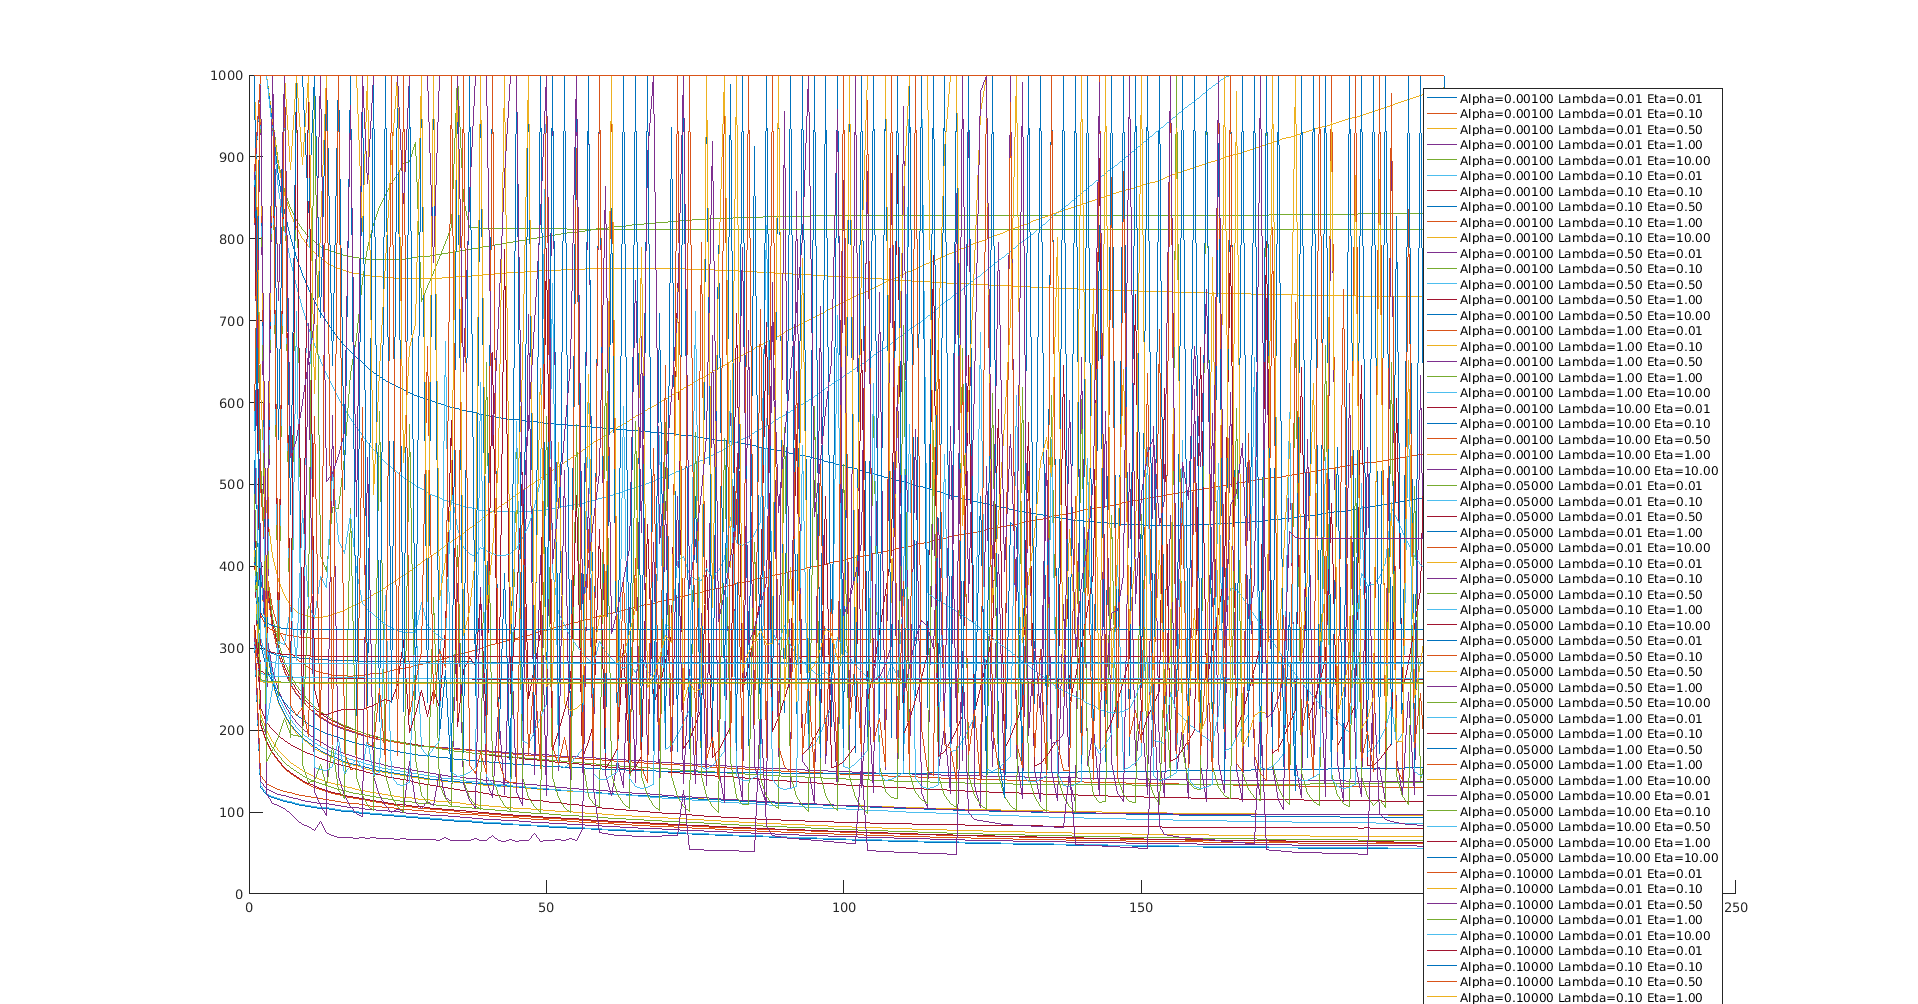 1000
900
800
700
600
500
400
300
200
100
0
0
50
100
150
250
Alpha=0.00100 Lambda=0.01 Eta=0.01
Alpha=0.00100 Lambda=0.01 Eta=0.10
Alpha=0.00100 Lambda=0.01 Eta=0.50
Alpha=0.00100 Lambda=0.01 Eta=1.00
Alpha=0.00100 Lambda=0.01 Eta=10.00
Alpha=0.00100 Lambda=0.10 Eta=0.01
Alpha=0.00100 Lambda=0.10 Eta=0.10
Alpha=0.00100 Lambda=0.10 Eta=0.50
Alpha=0.00100 Lambda=0.10 Eta=1.00
Alpha=0.00100 Lambda=0.10 Eta=10.00
Alpha=0.00100 Lambda=0.50 Eta=0.01
Alpha=0.00100 Lambda=0.50 Eta=0.10
Alpha=0.00100 Lambda=0.50 Eta=0.50
Alpha=0.00100 Lambda=0.50 Eta=1.00
Alpha=0.00100 Lambda=0.50 Eta=10.00
Alpha=0.00100 Lambda=1.00 Eta=0.01
Alpha=0.00100 Lambda=1.00 Eta=0.10
Alpha=0.00100 Lambda=1.00 Eta=0.50
Alpha=0.00100 Lambda=1.00 Eta=1.00
Alpha=0.00100 Lambda=1.00 Eta=10.00
Alpha=0.00100 Lambda=10.00 Eta=0.01
Alpha=0.00100 Lambda=10.00 Eta=0.10
Alpha=0.00100 Lambda=10.00 Eta=0.50
Alpha=0.00100 Lambda=10.00 Eta=1.00
Alpha=0.00100 Lambda=10.00 Eta=10.00
Alpha=0.05000 Lambda=0.01 Eta=0.01
Alpha=0.05000 Lambda=0.01 Eta=0.10
Alpha=0.05000 Lambda=0.01 Eta=0.50
Alpha=0.05000 Lambda=0.01 Eta=1.00
Alpha=0.05000 Lambda=0.01 Eta=10.00
Alpha=0.05000 Lambda=0.10 Eta=0.01
Alpha=0.05000 Lambda=0.10 Eta=0.10
Alpha=0.05000 Lambda=0.10 Eta=0.50
Alpha=0.05000 Lambda=0.10 Eta=1.00
Alpha=0.05000 Lambda=0.10 Eta=10.00
Alpha=0.05000 Lambda=0.50 Eta=0.01
Alpha=0.05000 Lambda=0.50 Eta=0.10
Alpha=0.05000 Lambda=0.50 Eta=0.50
Alpha=0.05000 Lambda=0.50 Eta=1.00
Alpha=0.05000 Lambda=0.50 Eta=10.00
Alpha=0.05000 Lambda=1.00 Eta=0.01
Alpha=0.05000 Lambda=1.00 Eta=0.10
Alpha=0.05000 Lambda=1.00 Eta=0.50
Alpha=0.05000 Lambda=1.00 Eta=1.00
Alpha=0.05000 Lambda=1.00 Eta=10.00
Alpha=0.05000 Lambda=10.00 Eta=0.01
Alpha=0.05000 Lambda=10.00 Eta=0.10
Alpha=0.05000 Lambda=10.00 Eta=0.50
Alpha=0.05000 Lambda=10.00 Eta=1.00
Alpha=0.05000 Lambda=10.00 Eta=10.00
Alpha=0.10000 Lambda=0.01 Eta=0.01
Alpha=0.10000 Lambda=0.01 Eta=0.10
Alpha=0.10000 Lambda=0.01 Eta=0.50
Alpha=0.10000 Lambda=0.01 Eta=1.00
Alpha=0.10000 Lambda=0.01 Eta=10.00
Alpha=0.10000 Lambda=0.10 Eta=0.01
Alpha=0.10000 Lambda=0.10 Eta=0.10
Alpha=0.10000 Lambda=0.10 Eta=0.50
Alpha=0.10000 Lambda=0.10 Eta=1.00